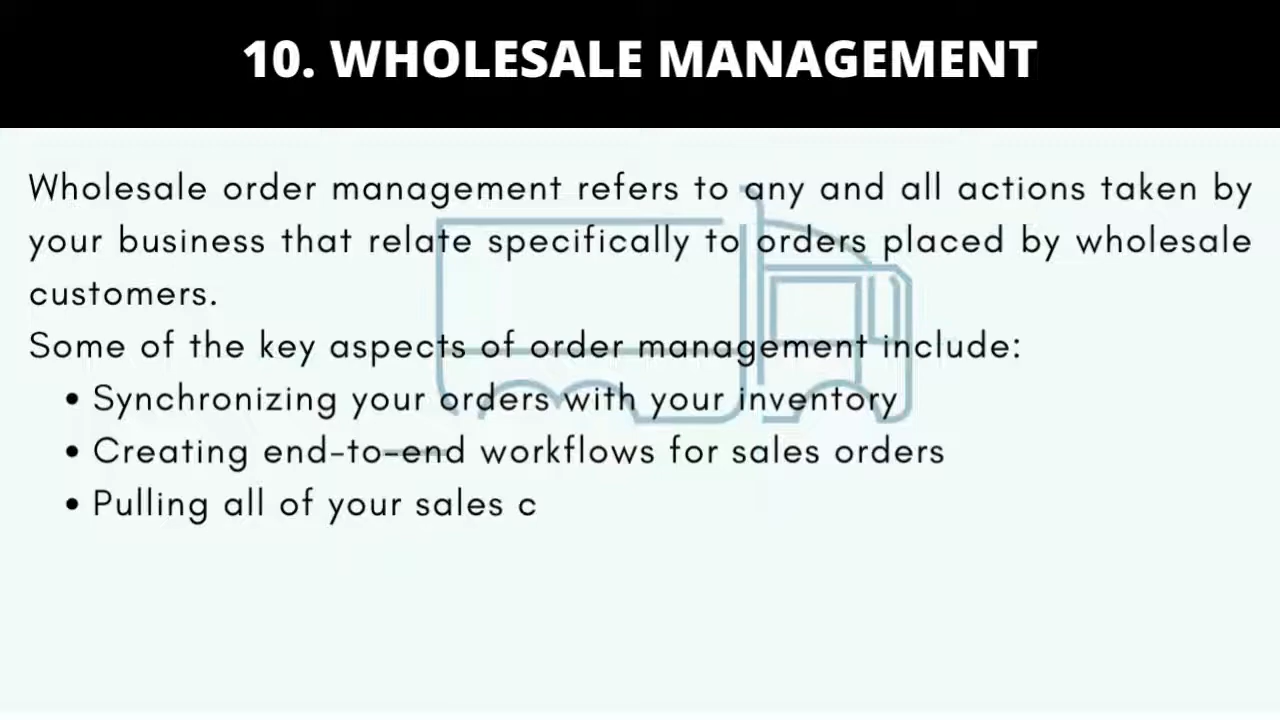 10. WHOLESALE MANAGEMENT
Wholesale order management refers to any and all actions taken by
your business that relate specifically to orders placed by wholesale
customers.
Some of the key aspects of order management include:
• Synchronizing your orders with your inventory
• Creating end-to-end workflows for sales orders
• Pulling all of your sales c